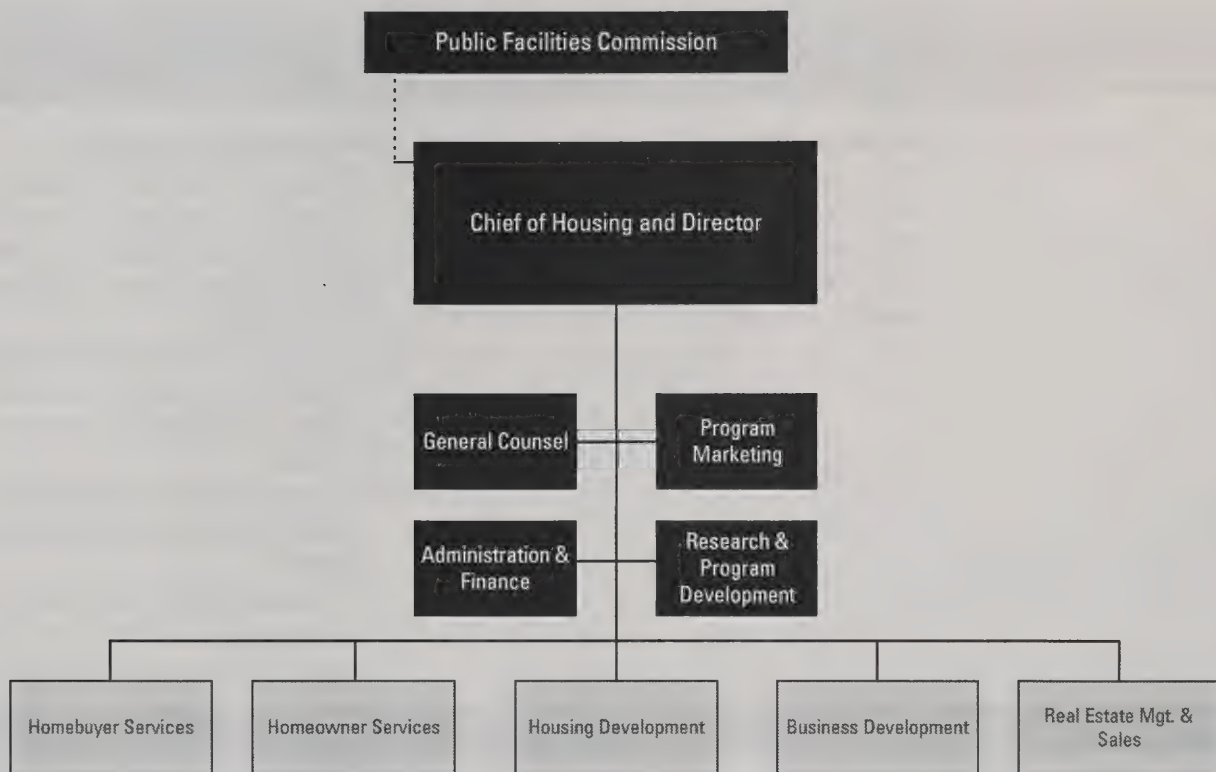 Public Facilities Commission
Chief of Housing and Director
General Counsel
Program
Marketing
Administration &
Finance
Research &
Program
Development
Homebuyer Services
Homeowner Services
Housing Development
Business Development
Real Estate Mgt. &
Sales